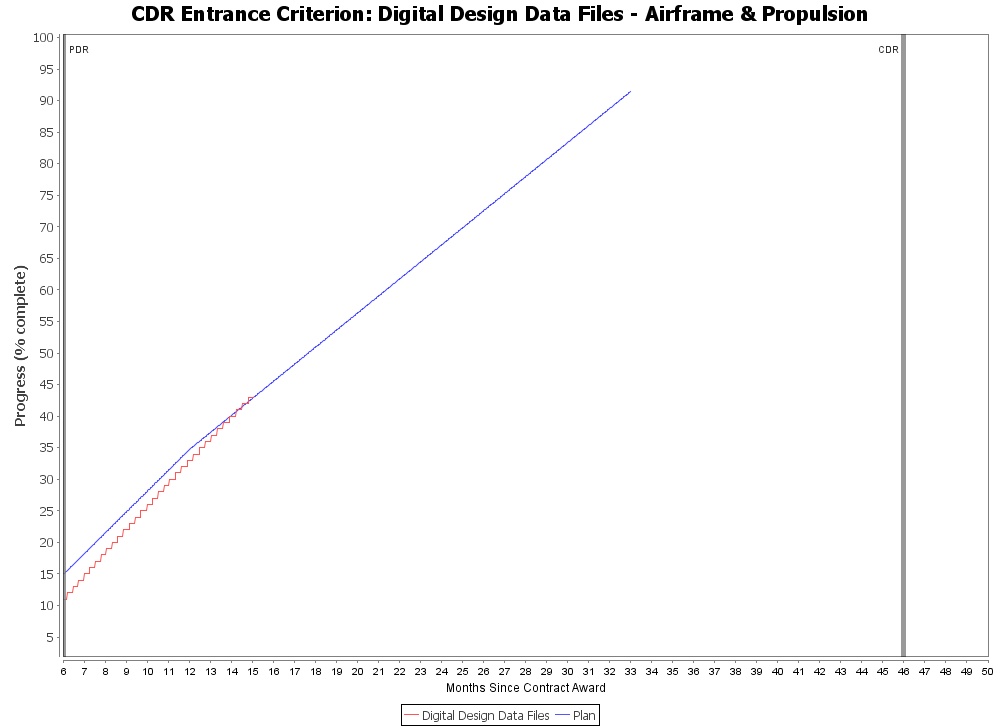 CDR Entrance Criterion: Digital Design Data Files - Airframe & Propulsion
100
PDR
CDR
95
90
85
80
75
70
65
60
55
50
45
40
35
30
25
20
15
10
5
Progress (% complete)
6 7 8 9 10 11 12 13 14 15 16 17 18 19 20 21 22 23 24 25 26 27 28 29 30 31 32 33 34 35 36 37 38 39 40 41 42 43 44 45 46 47 48 49 50
Months Since Contract Award
Digital Design Data Files Plan